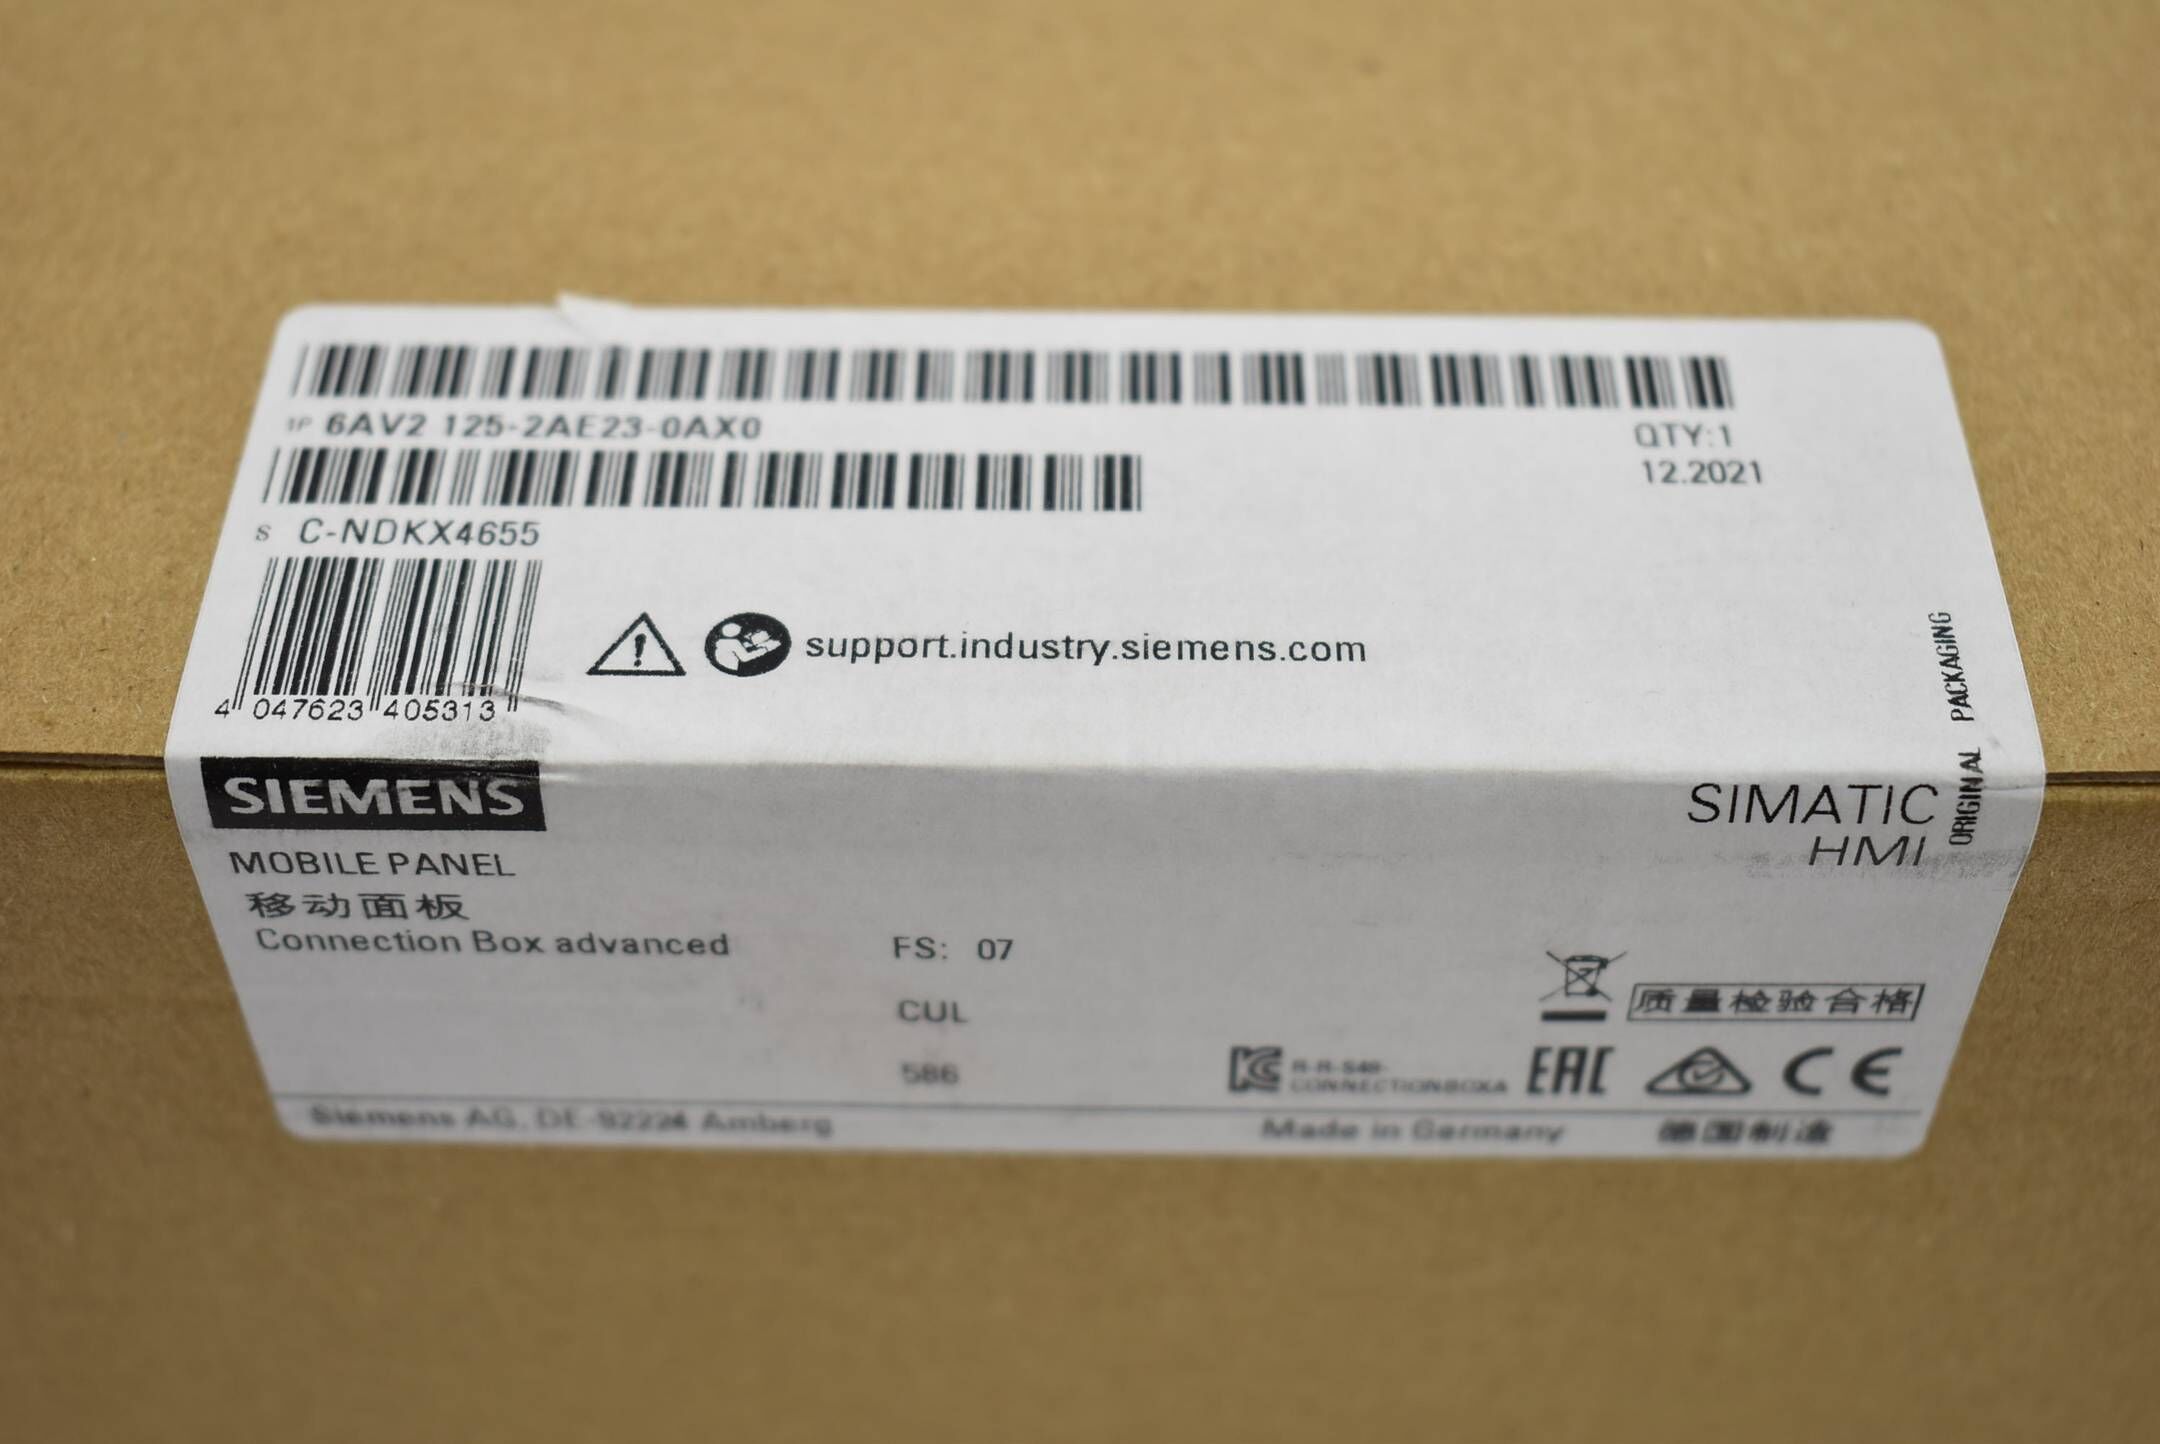 1P 6AV2 125-2AE23-0AX0
QTY:1
12.2021
S C-NDKX4655
4 047623 405313
support.industry.siemens.com
ORIGINAL PACKAGING
SIEMENS
SIMATIC
HMI
MOBILE PANEL
移动面板
Connection Box advanced
FS: 07
CUL
586
质量检验合格
R-R-S49-
CONNECTIONBOXA
EAC
CE
Siemens AG, DE-92224 Amberg
Made in Germany 德国制造